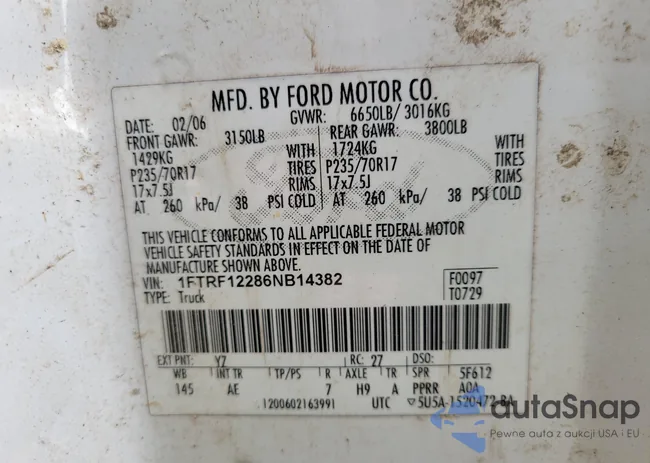 MFD. BY FORD MOTOR CO.
DATE: 02/06 GVWR: 6650LB/ 3016KG
FRONT GAWR: 3150LB REAR GAWR: 3800LB
1429KG WITH 1724KG WITH
P235/70R17 TIRES P235/70R17 TIRES
17x7.5J RIMS 17x7.5J RIMS
AT 260 kPa/ 38 PSI COLD AT 260 kPa/ 38 PSI COLD
THIS VEHICLE CONFORMS TO ALL APPLICABLE FEDERAL MOTOR
VEHICLE SAFETY STANDARDS IN EFFECT ON THE DATE OF
MANUFACTURE SHOWN ABOVE.
VIN: 1FTRF12286NB14382 F0097
TYPE: Truck T0729
EXT PNT: Y7 RC: 27 DSO:
WB INT TR TP/PS R AXLE TR SPR 5F612
145 AE 7 H9 A PPRR AOA
1200602163991 UTC ▽5U5A-1520472-BA
autoSnap
Pewne auta z aukcji USA i EU